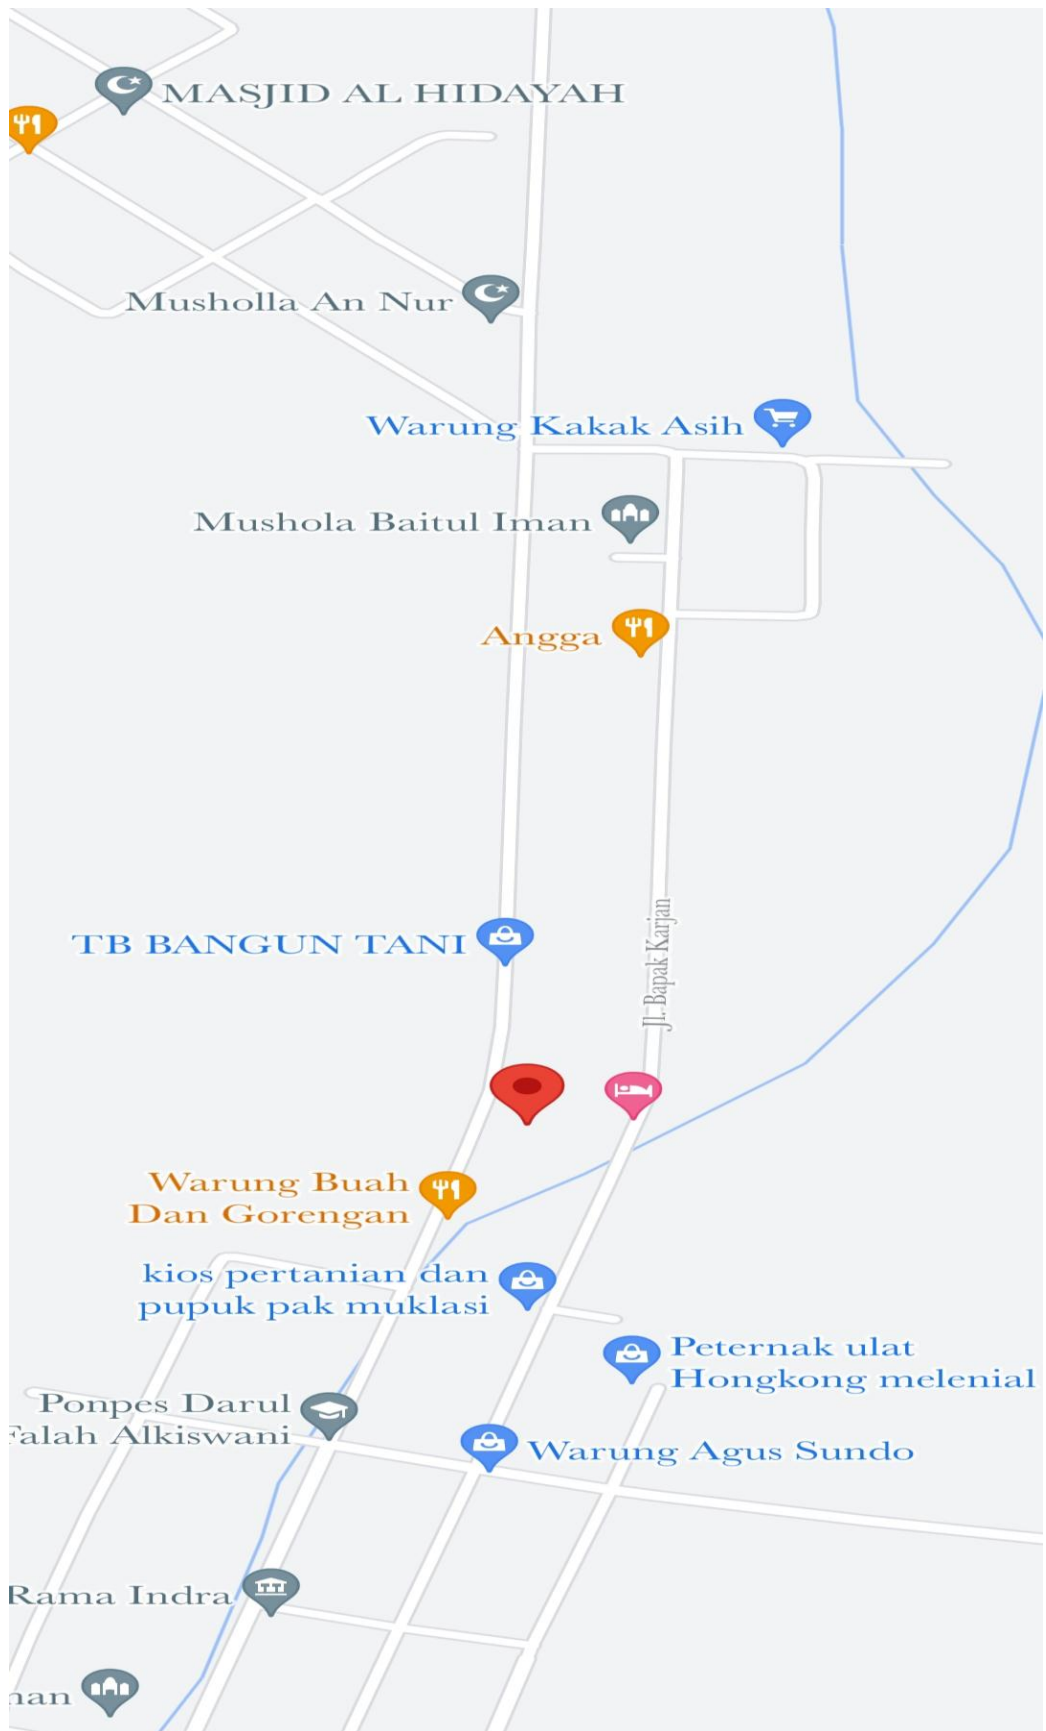 MASJID AL HIDAYAH
Musholla An Nur
Warung Kakak Asih
Mushola Baitul Iman
Angga
TB BANGUN TANI
Jl. Bapak Karjan
Warung Buah
Dan Gorengan
kios pertanian dan
pupuk pak muklasi
Peternak ulat
Hongkong melenial
Ponpes Darul
Falah Alkiswani
Warung Agus Sundo
Rama Indra